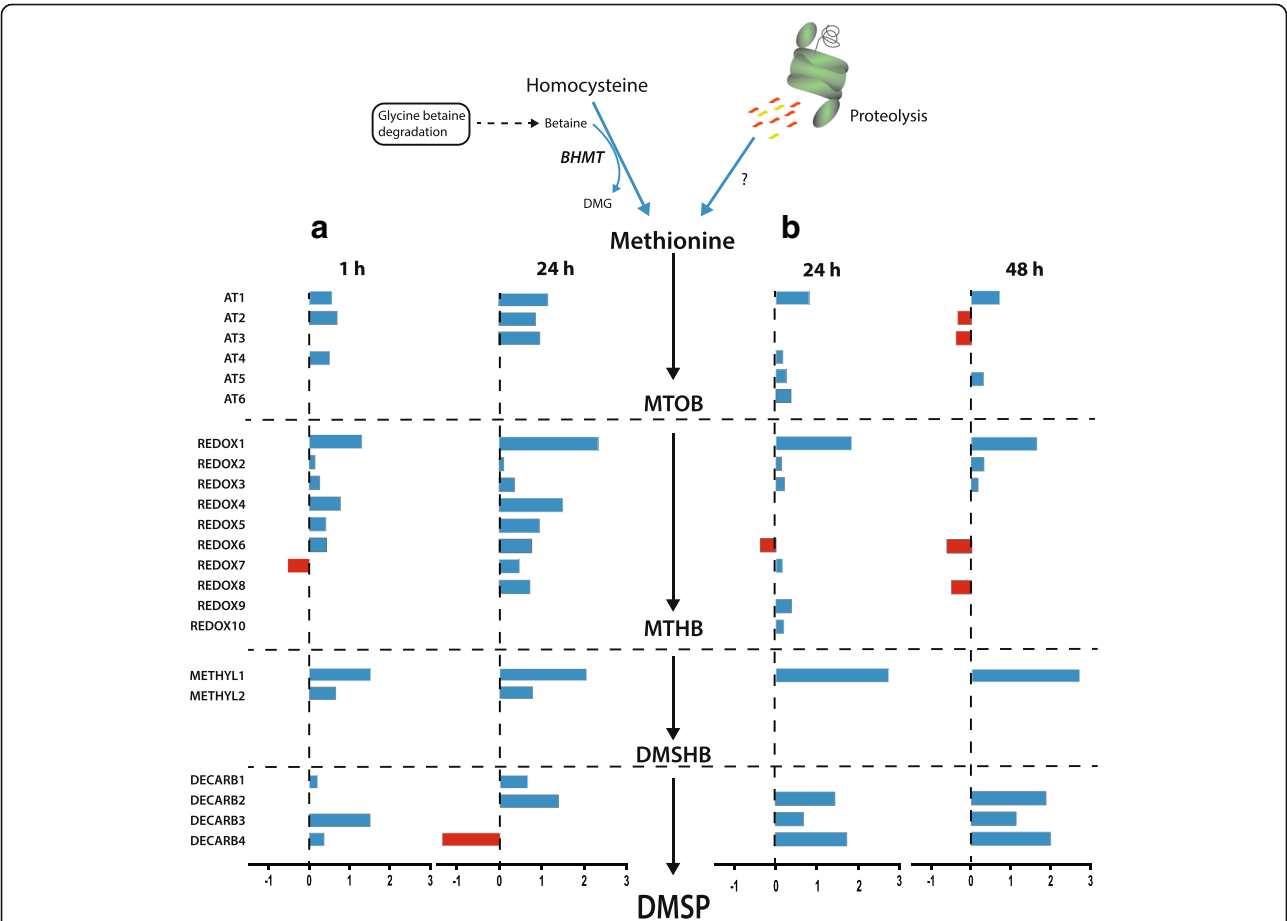 Homocysteine
Glycine betaine
degradation
Betaine
Proteolysis
BHMT
?
DMG
a
b
Methionine
1 h
24 h
24 h
48 h
AT1
AT2
AT3
AT4
AT5
AT6
MTOB
REDOX1
REDOX2
REDOX3
REDOX4
REDOX5
REDOX6
REDOX7
REDOX8
REDOX9
REDOX10
MTHB
METHYL1
METHYL2
DMSHB
DECARB1
DECARB2
DECARB3
DECARB4
-1 0 1 2 3
-1 0 1 2 3
-1 0 1 2 3
-1 0 1 2 3
DMSP